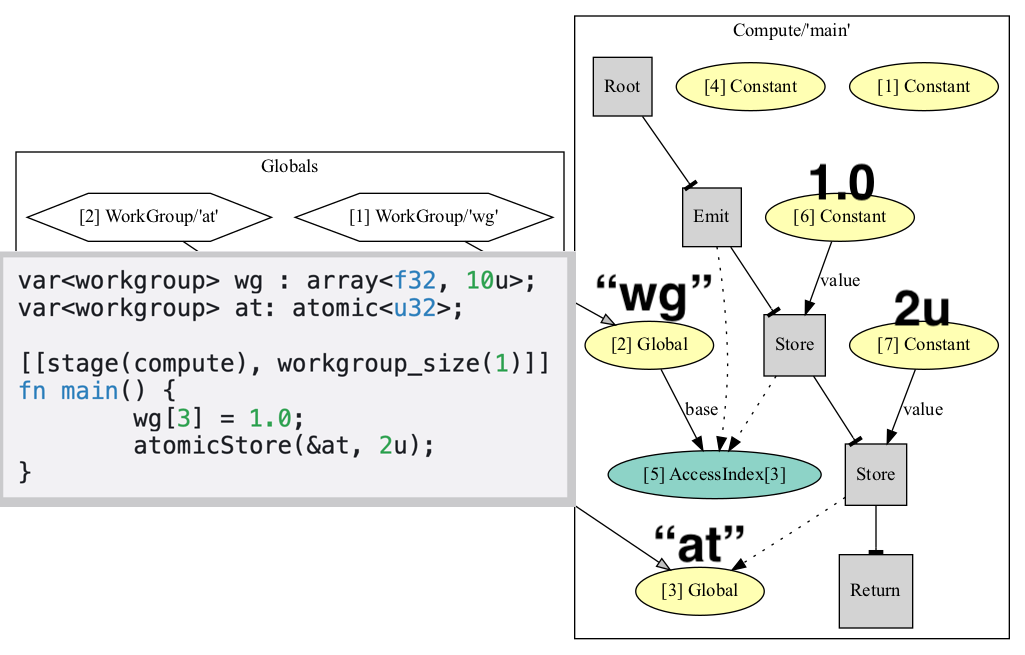 Compute/'main'
Root
[4] Constant
[1] Constant
Globals
[2] WorkGroup/'at'
[1] WorkGroup/'wg'
Emit
1.0
[6] Constant
var<workgroup> wg : array<f32, 10u>;
var<workgroup> at: atomic<u32>;
[[stage(compute), workgroup_size(1)]]
fn main() {
wg[3] = 1.0;
atomicStore(&at, 2u);
}
value
“wg”
[2] Global
Store
2u
[7] Constant
base
value
[5] AccessIndex[3]
Store
“at”
[3] Global
Return